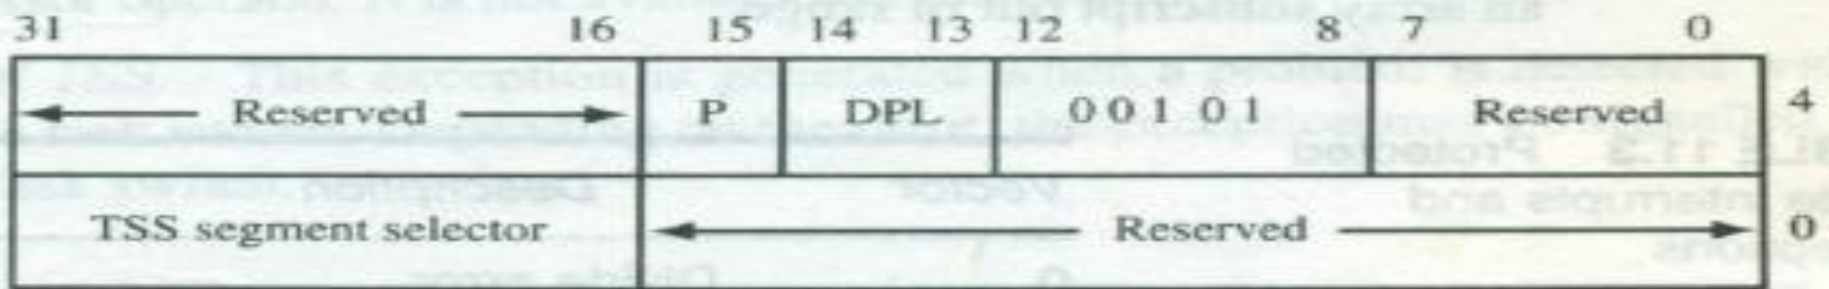 31 16 15 14 13 12 8 7 0
Reserved P DPL 0 0 1 0 1 Reserved 4
TSS segment selector Reserved 0